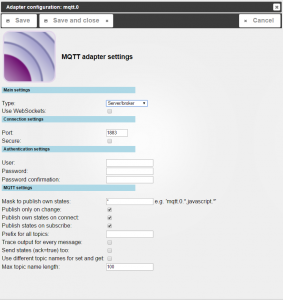 Adapter configuration: mqtt.0
Save
Save and close
Cancel
MQTT adapter settings
Main settings
Type: Server/broker
Use WebSockets:
Connection settings
Port: 1883
Secure:
Authentication settings
User:
Password:
Password confirmation:
MQTT settings
Mask to publish own states: * e.g. 'mqtt.0.*,javascript.*'
Publish only on change:
Publish own states on connect:
Publish states on subscribe:
Prefix for all topics:
Trace output for every message
Send states (ack=true) too:
Use different topic names for set and get
Max topic name length: 100